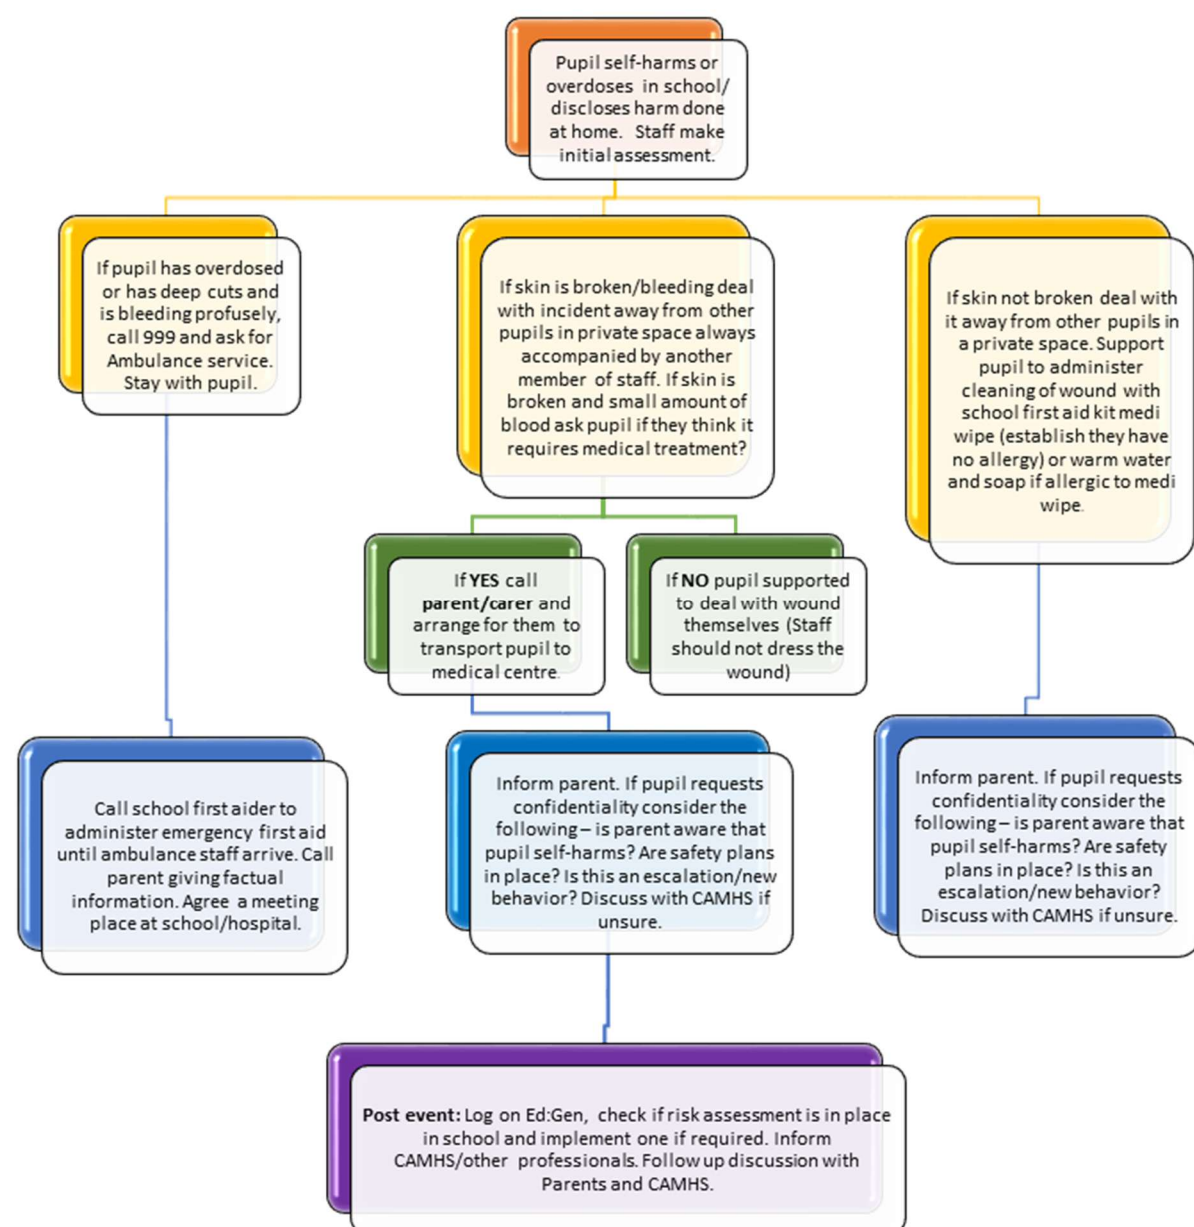 Pupil self-harms or
overdoses in school/
discloses harm done
at home. Staff make
initial assessment.
If pupil has overdosed
or has deep cuts and
is bleeding profusely,
call 999 and ask for
Ambulance service.
Stay with pupil.
If skin is broken/bleeding deal
with incident away from other
pupils in private space always
accompanied by another
member of staff. If skin is
broken and small amount of
blood ask pupil if they think it
requires medical treatment?
If skin not broken deal with
it away from other pupils in
a private space. Support
pupil to administer
cleaning of wound with
school first aid kit medi
wipe (establish they have
no allergy) or warm water
and soap if allergic to medi
wipe.
If YES call
parent/carer and
arrange for them to
transport pupil to
medical centre.
If NO pupil supported
to deal with wound
themselves (Staff
should not dress the
wound)
Call school first aider to
administer emergency first aid
until ambulance staff arrive. Call
parent giving factual
information. Agree a meeting
place at school/hospital.
Inform parent. If pupil requests
confidentiality consider the
following – is parent aware that
pupil self-harms? Are safety plans
in place? Is this an escalation/new
behavior? Discuss with CAMHS if
unsure.
Inform parent. If pupil requests
confidentiality consider the
following – is parent aware that
pupil self-harms? Are safety
plans in place? Is this an
escalation/new behavior?
Discuss with CAMHS if unsure.
Post event: Log on Ed:Gen, check if risk assessment is in place
in school and implement one if required. Inform
CAMHS/other professionals. Follow up discussion with
Parents and CAMHS.